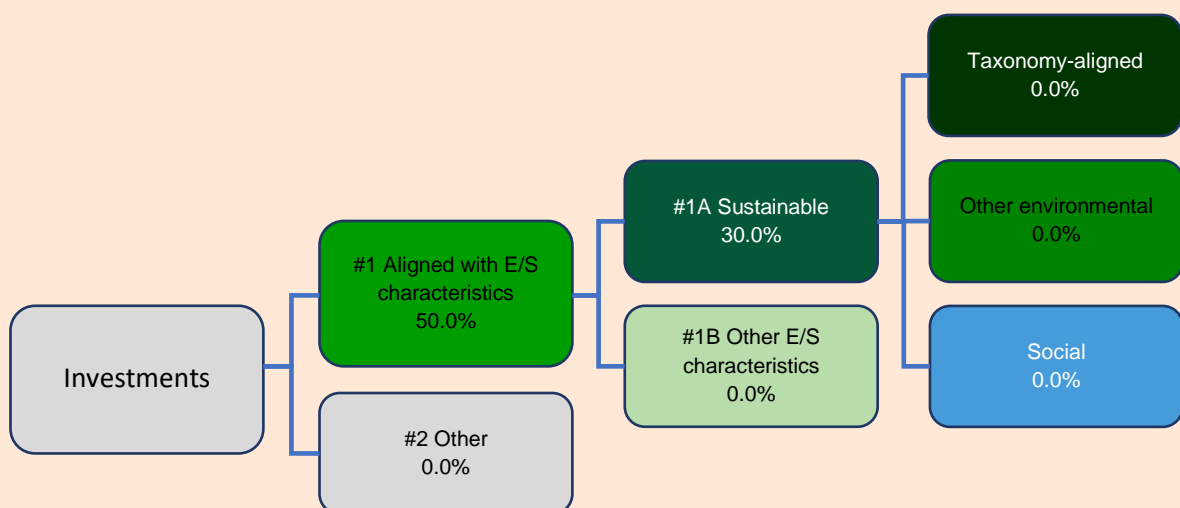 Investments
#1 Aligned with E/S
characteristics
50.0%
#2 Other
0.0%
#1A Sustainable
30.0%
#1B Other E/S
characteristics
0.0%
Taxonomy-aligned
0.0%
Other environmental
0.0%
Social
0.0%